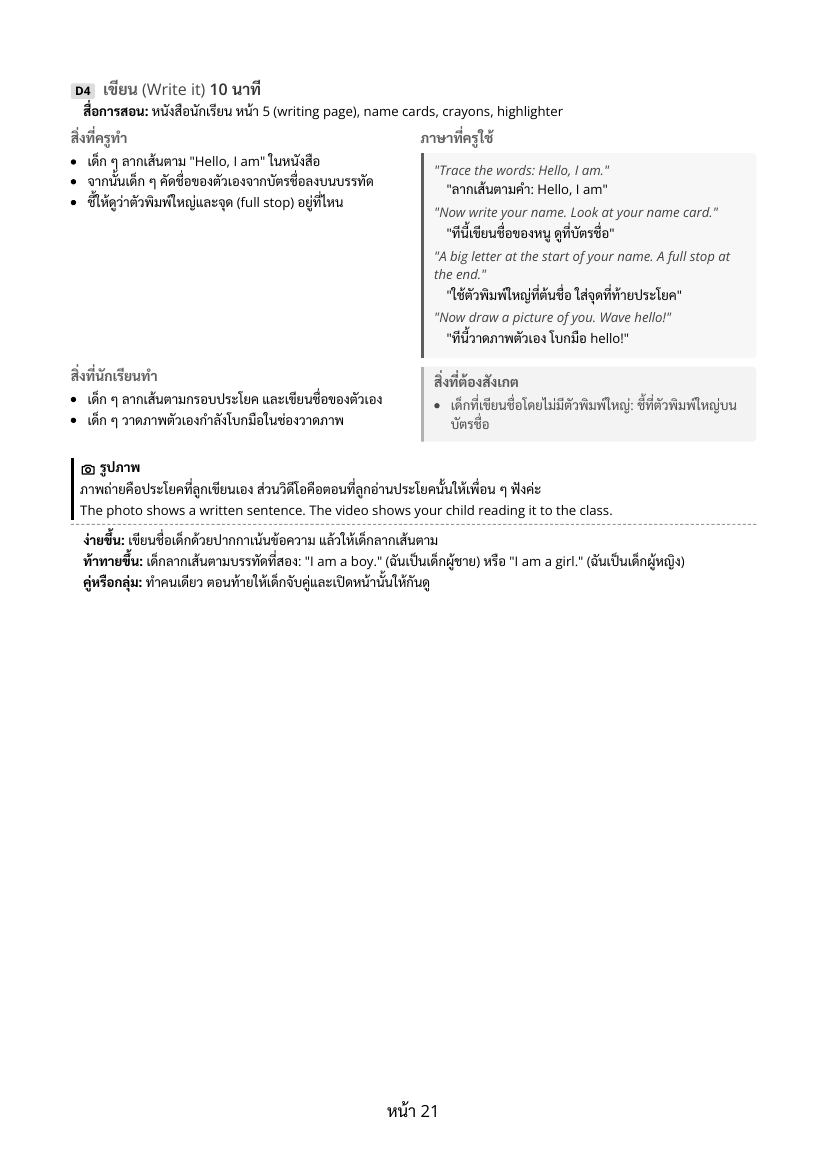 D4 เขียน (Write it) 10 นาที
สื่อการสอน: หนังสือนักเรียน หน้า 5 (writing page), name cards, crayons, highlighter
สิ่งที่ครูทำ
• เด็ก ๆ ลากเส้นตาม "Hello, I am" ในหนังสือ
• จากนั้นเด็ก ๆ คัดชื่อของตัวเองจากบัตรชื่อลงบนบรรทัด
• ชี้ให้ดูว่าตัวพิมพ์ใหญ่และจุด (full stop) อยู่ที่ไหน
ภาษาที่ครูใช้
"Trace the words: Hello, I am."
"ลากเส้นตามคำ: Hello, I am"
"Now write your name. Look at your name card."
"ทีนี้เขียนชื่อของหนู ดูที่บัตรชื่อ"
"A big letter at the start of your name. A full stop at
the end."
"ใช้ตัวพิมพ์ใหญ่ที่ต้นชื่อ ใส่จุดที่ท้ายประโยค"
"Now draw a picture of you. Wave hello!"
"ทีนี้วาดภาพตัวเอง โบกมือ hello!"
สิ่งที่นักเรียนทำ
• เด็ก ๆ ลากเส้นตามกรอบประโยค และเขียนชื่อของตัวเอง
• เด็ก ๆ วาดภาพตัวเองกำลังโบกมือในช่องวาดภาพ
สิ่งที่ต้องสังเกต
• เด็กที่เขียนชื่อโดยไม่มีตัวพิมพ์ใหญ่: ชี้ที่ตัวพิมพ์ใหญ่บน
บัตรชื่อ
รูปภาพ
ภาพถ่ายคือประโยคที่ลูกเขียนเอง ส่วนวิดีโอคือตอนที่ลูกอ่านประโยคนั้นให้เพื่อน ๆ ฟังค่ะ
The photo shows a written sentence. The video shows your child reading it to the class.
ง่ายขึ้น: เขียนชื่อเด็กด้วยปากกาเน้นข้อความ แล้วให้เด็กลากเส้นตาม
ท้าทายขึ้น: เด็กลากเส้นตามบรรทัดที่สอง: "I am a boy." (ฉันเป็นเด็กผู้ชาย) หรือ "I am a girl." (ฉันเป็นเด็กผู้หญิง)
คู่หรือกลุ่ม: ทำคนเดียว ตอนท้ายให้เด็กจับคู่และเปิดหน้านั้นให้กันดู
หน้า 21